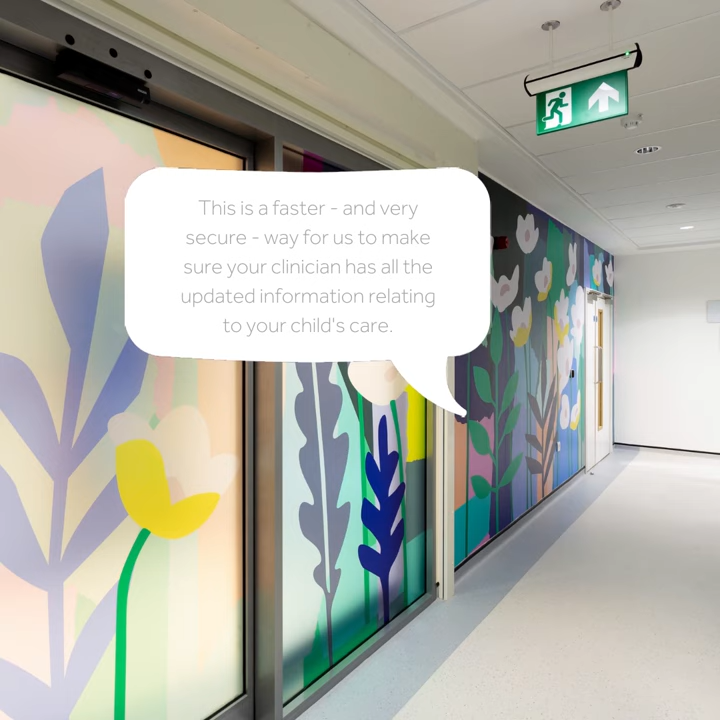 This is a faster - and very
secure - way for us to make
sure your clinician has all the
updated information relating
to your child's care.